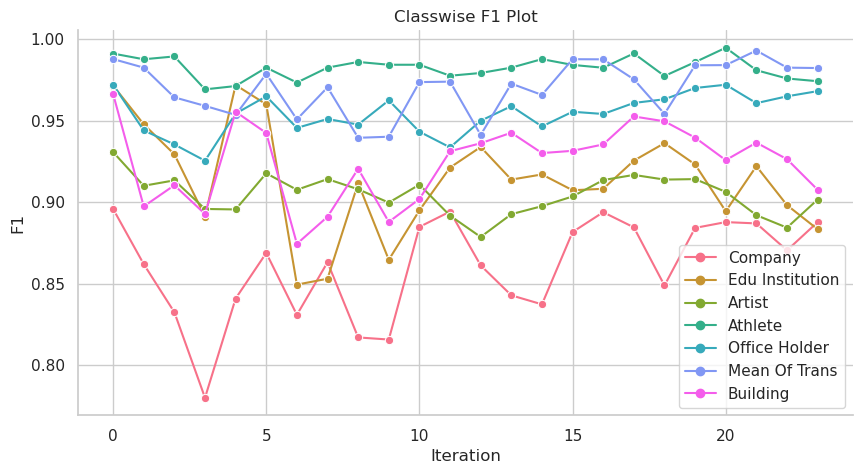 Classwise F1 Plot
1.00
0.95
0.90
0.85
0.80
F1
0
5
10
15
20
Iteration
Company
Edu Institution
Artist
Athlete
Office Holder
Mean Of Trans
Building